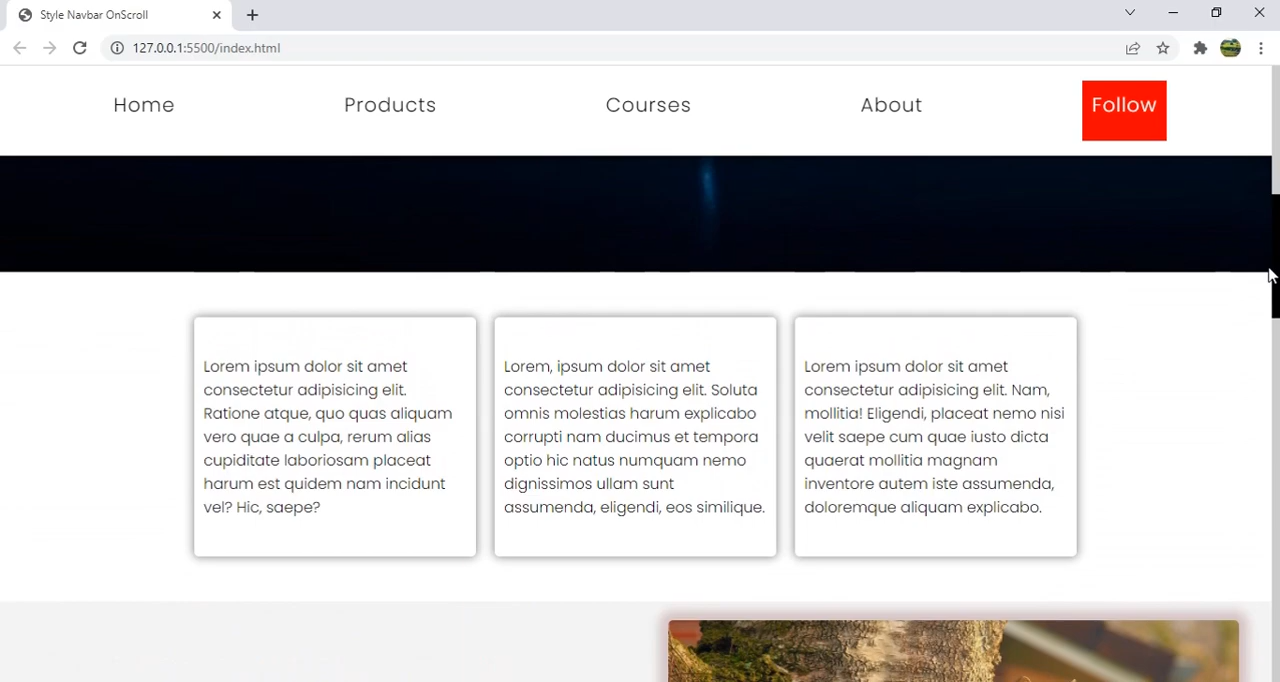 Style Navbar OnScroll
127.0.0.1:5500/index.html
Home Products Courses About Follow
Lorem ipsum dolor sit amet
consectetur adipisicing elit.
Ratione atque, quo quas aliquam
vero quae a culpa, rerum alias
cupiditate laboriosam placeat
harum est quidem nam incidunt
vel? Hic, saepe?
Lorem, ipsum dolor sit amet
consectetur adipisicing elit. Soluta
omnis molestias harum explicabo
corrupti nam ducimus et tempora
optio hic natus numquam nemo
dignissimos ullam sunt
assumenda, eligendi, eos similique.
Lorem ipsum dolor sit amet
consectetur adipisicing elit. Nam,
mollitia! Eligendi, placeat nemo nisi
velit saepe cum quae iusto dicta
quaerat mollitia magnam
inventore autem iste assumenda,
doloremque aliquam explicabo.